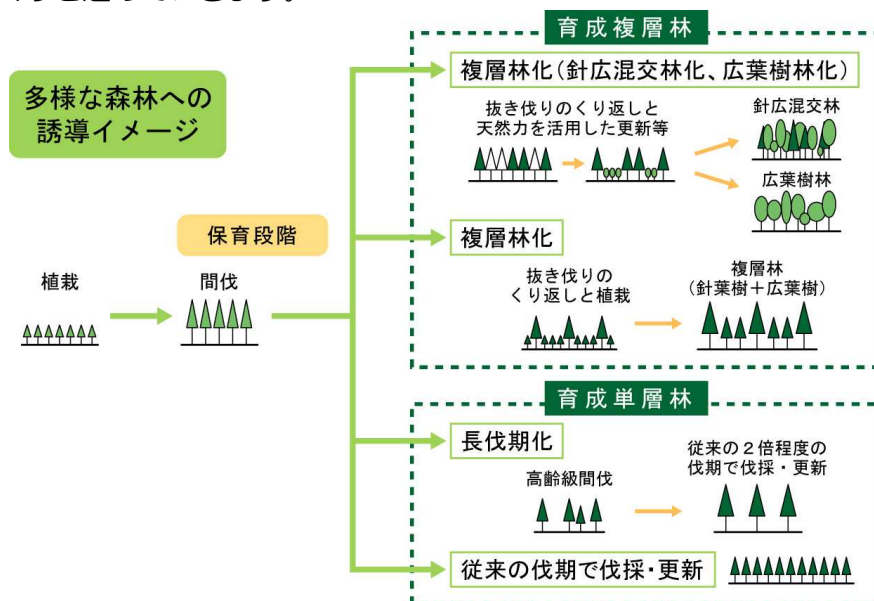 多様な森林への
誘導イメージ
保育段階
植栽
間伐
育成複層林
複層林化(針広混交林化、広葉樹林化)
抜き伐りのくり返しと
天然力を活用した更新等
針広混交林
広葉樹林
複層林化
抜き伐りの
くり返しと植栽
複層林
(針葉樹+広葉樹)
育成単層林
長伐期化
高齢級間伐
従来の2倍程度の
伐期で伐採・更新
従来の伐期で伐採・更新